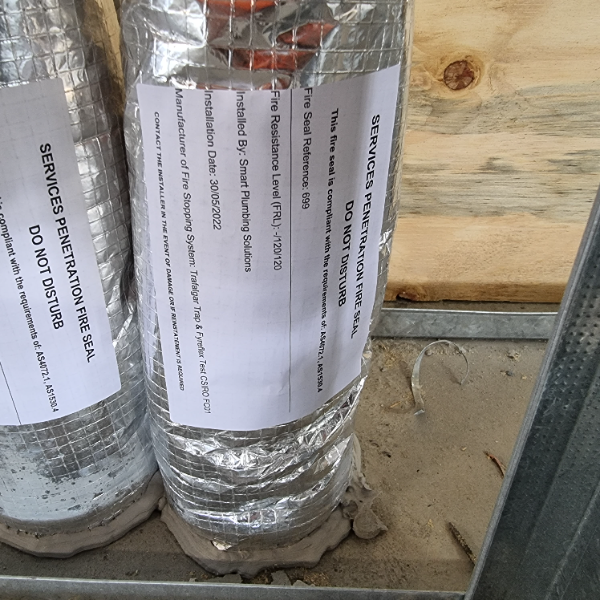 SERVICES PENETRATION FIRE SEAL
DO NOT DISTURB
compliant with the requirements of: AS4072.1, AS1530.4
SERVICES PENETRATION FIRE SEAL
DO NOT DISTURB
This fire seal is compliant with the requirements of: AS4072.1, AS1530.4
Fire Seal Reference: 699
Fire Resistance Level (FRL): -/120/120
Installed By: Smart Plumbing Solutions
Installation Date: 30/05/2022
Manufacturer of Fire Stopping System: Trafalgar Trap & Fyreflex Test CSIRO
CONTACT THE INSTALLER IN THE EVENT OF DAMAGE OR IF REINSTATEMENT IS REQUIRED